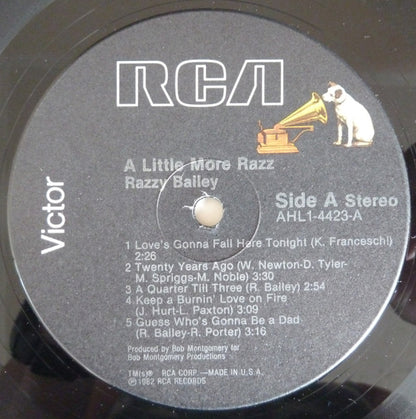 RCA
A Little More Razz
Razzy Bailey
Victor
Side A Stereo
AHL1-4423-A
1 Love's Gonna Fall Here Tonight (K. Franceschi)
2:26
2 Twenty Years Ago (W. Newton-D. Tyler-
M. Spriggs-M. Noble) 3:30
3 A Quarter Till Three (R. Bailey) 2:54
4 Keep a Burnin' Love on Fire
(J. Hurt-L. Paxton) 3:09
5 Guess Who's Gonna Be a Dad
(R. Bailey-R. Porter) 3:16
Produced by Bob Montgomery for
Bob Montgomery Productions
TM(s)® RCA CORP.—MADE IN U.S.A.
℗1982 RCA RECORDS